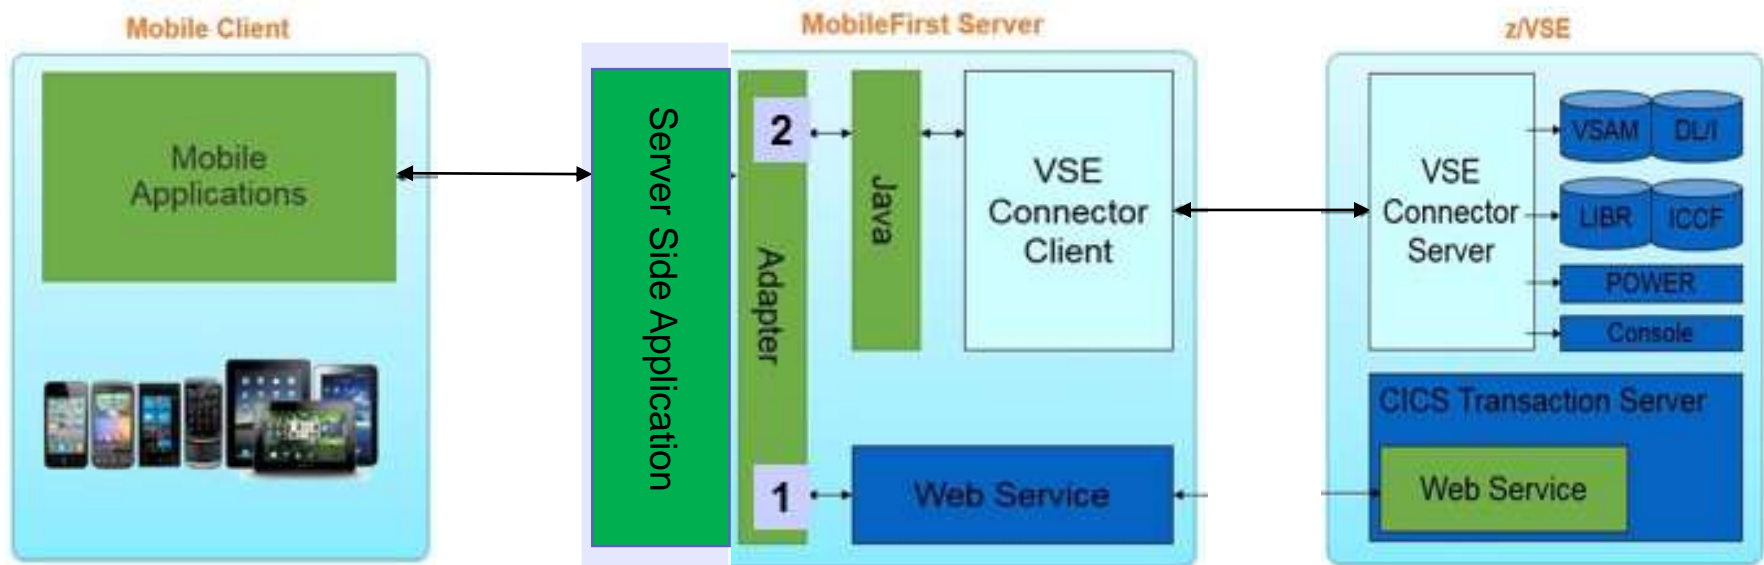 Mobile Client
Mobile
Applications
MobileFirst Server
Server Side Application
Adapter
2
1
Java
VSE
Connector
Client
Web Service
z/VSE
VSE
Connector
Server
VSAM
DL/I
LIBR
ICCF
POWER
Console
CICS Transaction Server
Web Service